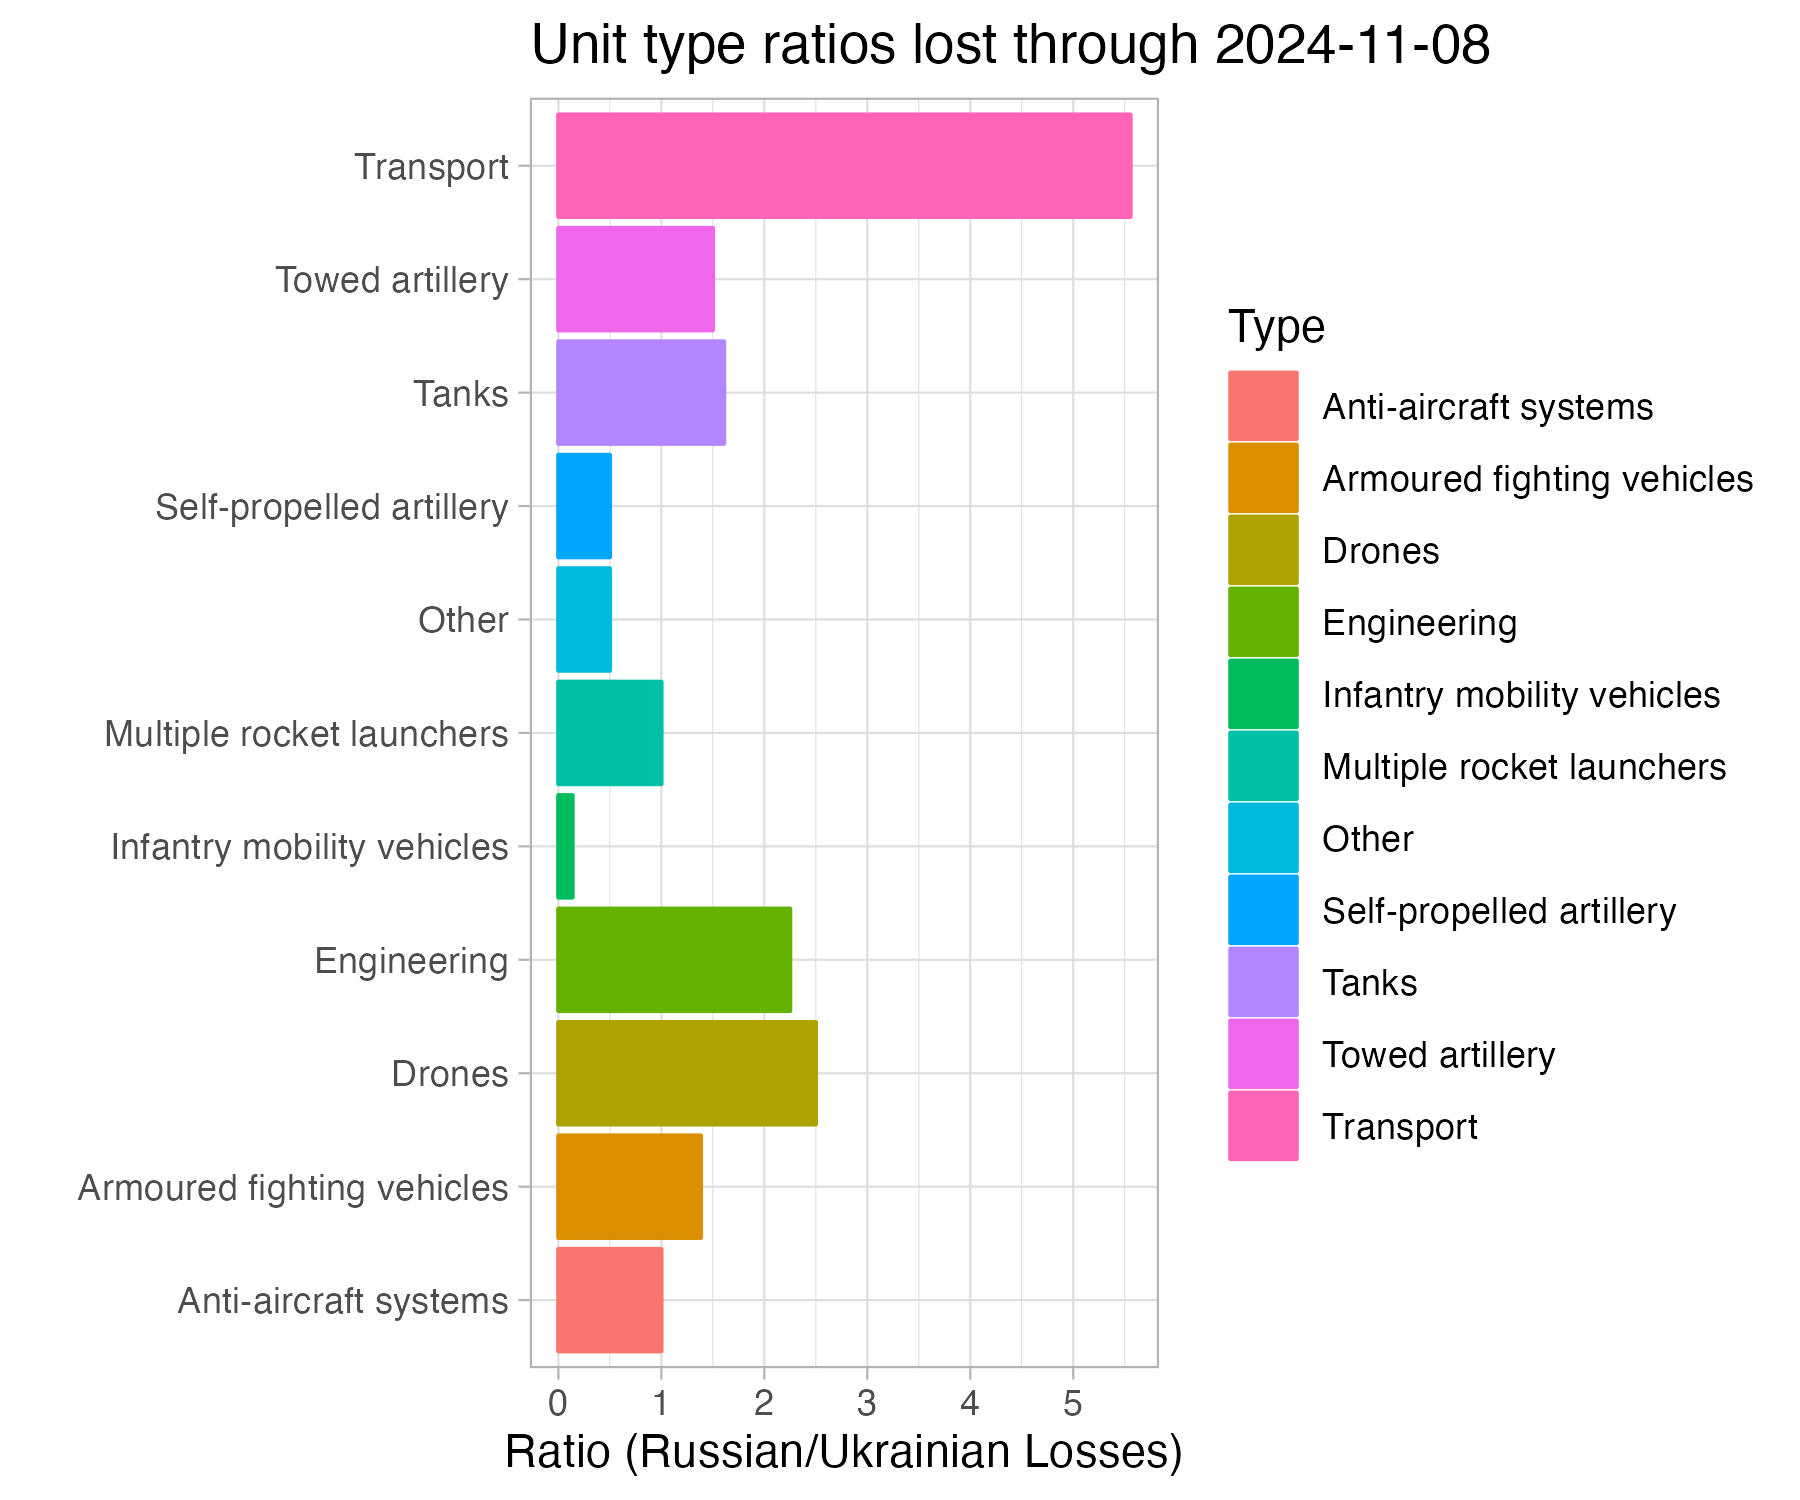 Unit type ratios lost through 2024-11-08
Transport
Towed artillery
Tanks
Self-propelled artillery
Other
Multiple rocket launchers
Infantry mobility vehicles
Engineering
Drones
Armoured fighting vehicles
Anti-aircraft systems
0 1 2 3 4 5
Ratio (Russian/Ukrainian Losses)
Type
Anti-aircraft systems
Armoured fighting vehicles
Drones
Engineering
Infantry mobility vehicles
Multiple rocket launchers
Other
Self-propelled artillery
Tanks
Towed artillery
Transport